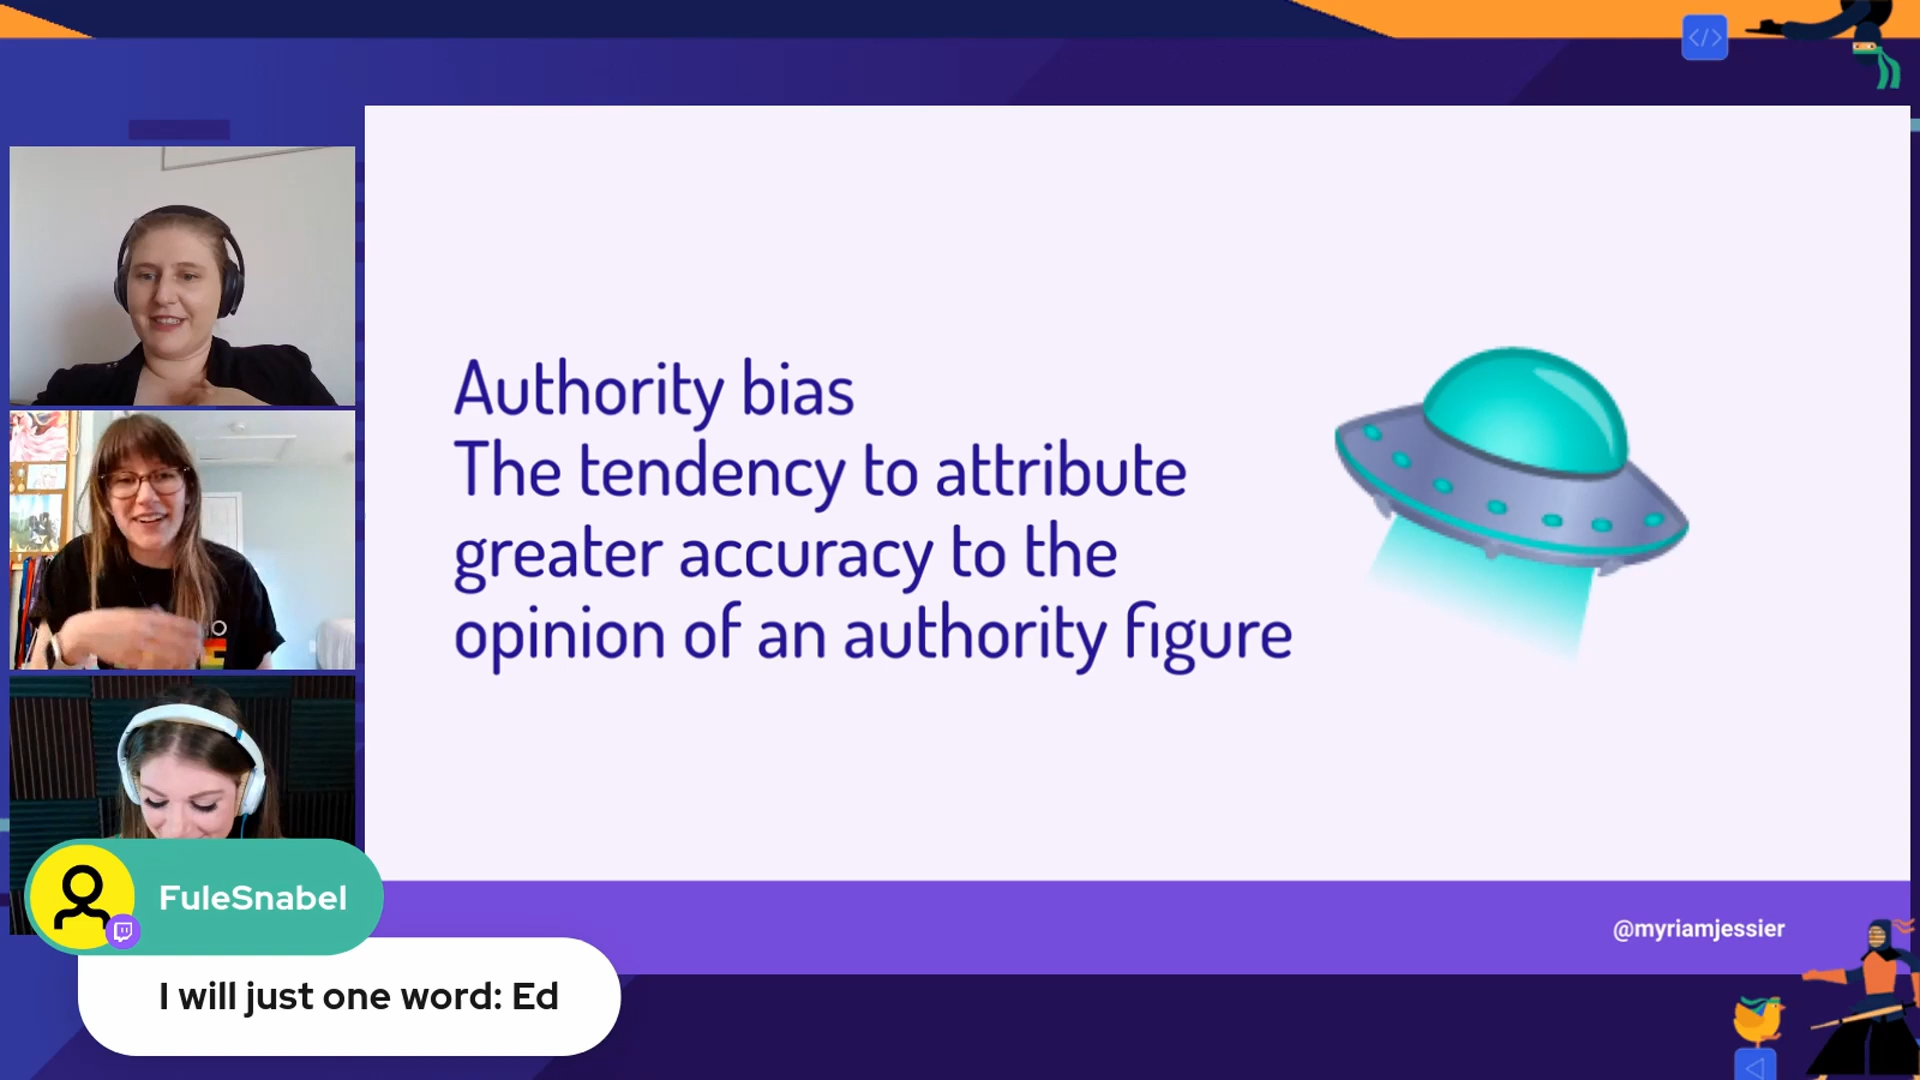 Authority bias
The tendency to attribute
greater accuracy to the
opinion of an authority figure
@myriamjessier
FuleSnabel
I will just one word: Ed